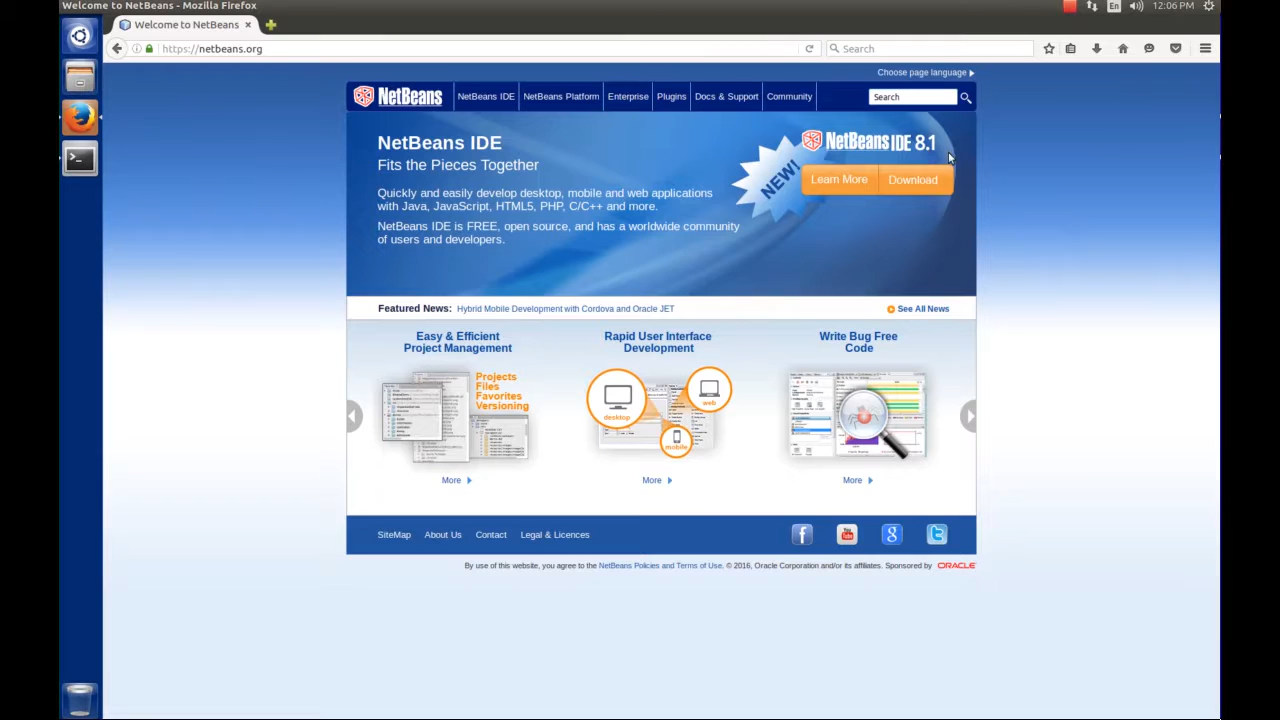 Welcome to NetBeans - Mozilla Firefox
En
12:06 PM
Welcome to NetBeans
https://netbeans.org
Search
Choose page language
NetBeans
NetBeans IDE
NetBeans Platform
Enterprise
Plugins
Docs & Support
Community
Search
NetBeans IDE
Fits the Pieces Together
Quickly and easily develop desktop, mobile and web applications
with Java, JavaScript, HTML5, PHP, C/C++ and more.
NetBeans IDE is FREE, open source, and has a worldwide community
of users and developers.
NEW!
NetBeans IDE 8.1
Learn More
Download
Featured News: Hybrid Mobile Development with Cordova and Oracle JET
See All News
Easy & Efficient
Project Management
Projects
Files
Favorites
Versioning
More
Rapid User Interface
Development
desktop
web
mobile
More
Write Bug Free
Code
More
SiteMap
About Us
Contact
Legal & Licences
By use of this website, you agree to the NetBeans Policies and Terms of Use. © 2016, Oracle Corporation and/or its affiliates. Sponsored by ORACLE